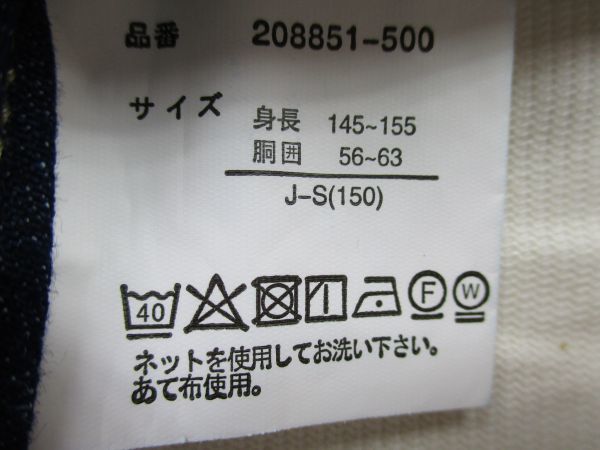 品番 208851-500
サイズ
身長 145~155
胴囲 56~63
J-S(150)
40 F W
ネットを使用してお洗い下さい。
あて布使用。